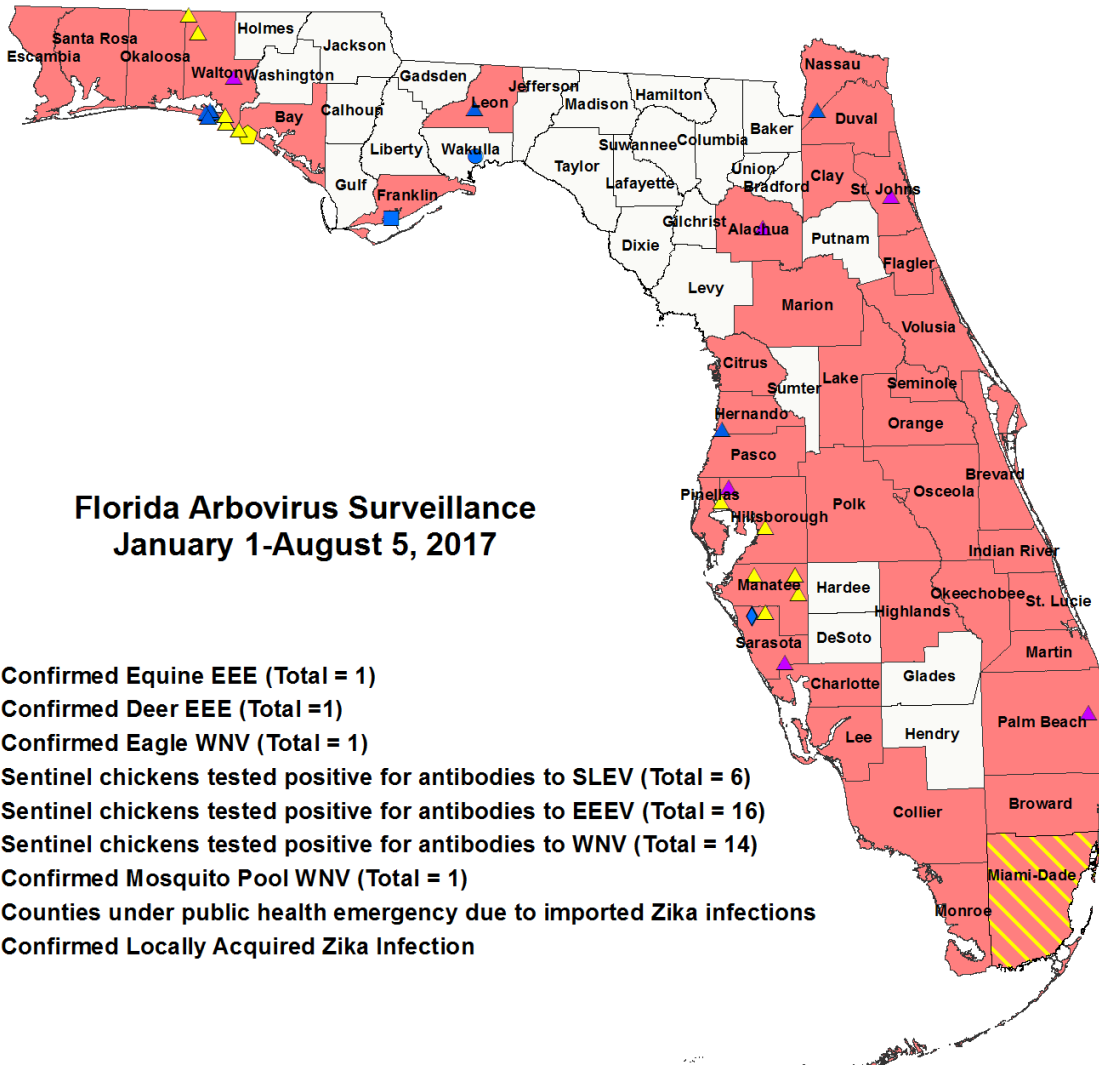 Holmes
Jackson
Santa Rosa
Escambia
Okaloosa
Walton
Washington
Gadsden
Leon
Jefferson
Madison
Hamilton
Nassau
Bay
Calhoun
Liberty
Wakulla
Taylor
Suwannee
Columbia
Baker
Duval
Gulf
Franklin
Lafayette
Union
Bradford
Clay
St. Johns
Dixie
Gilchrist
Alachua
Putnam
Flagler
Levy
Marion
Volusia
Citrus
Sumter
Lake
Seminole
Hernando
Orange
Pasco
Brevard
Pinellas
Hillsborough
Polk
Osceola
Florida Arbovirus Surveillance
January 1-August 5, 2017
Indian River
Manatee
Hardee
Highlands
Okeechobee
St. Lucie
Sarasota
DeSoto
Martin
Charlotte
Glades
Palm Beach
Lee
Hendry
Collier
Broward
Miami-Dade
Monroe
Confirmed Equine EEE (Total = 1)
Confirmed Deer EEE (Total =1)
Confirmed Eagle WNV (Total = 1)
Sentinel chickens tested positive for antibodies to SLEV (Total = 6)
Sentinel chickens tested positive for antibodies to EEEV (Total = 16)
Sentinel chickens tested positive for antibodies to WNV (Total = 14)
Confirmed Mosquito Pool WNV (Total = 1)
Counties under public health emergency due to imported Zika infections
Confirmed Locally Acquired Zika Infection